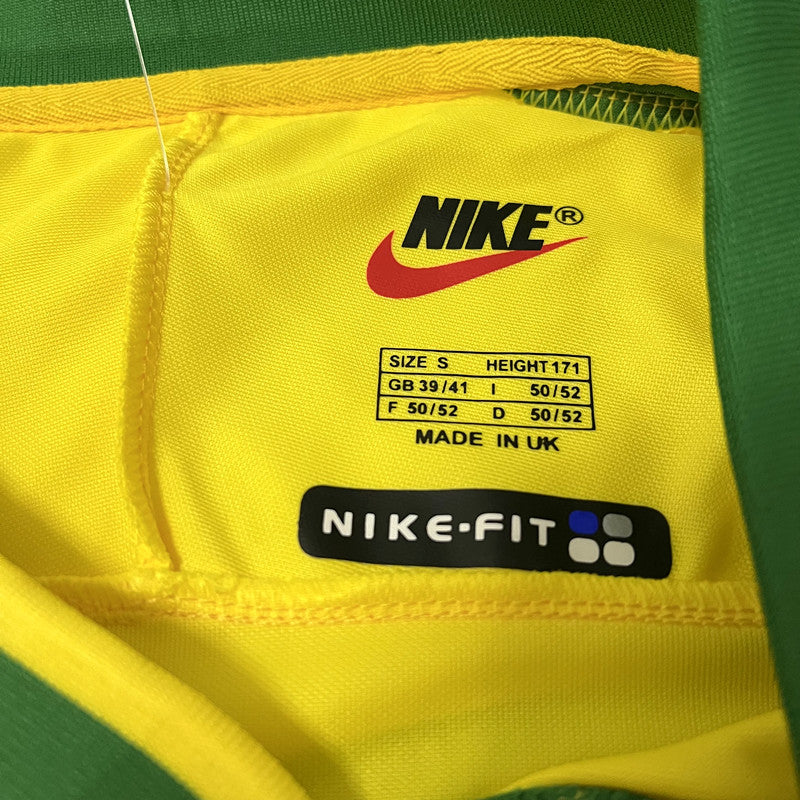 NIKE®
SIZE S HEIGHT 171
GB 39/41 I 50/52
F 50/52 D 50/52
MADE IN UK
NIKE·FIT